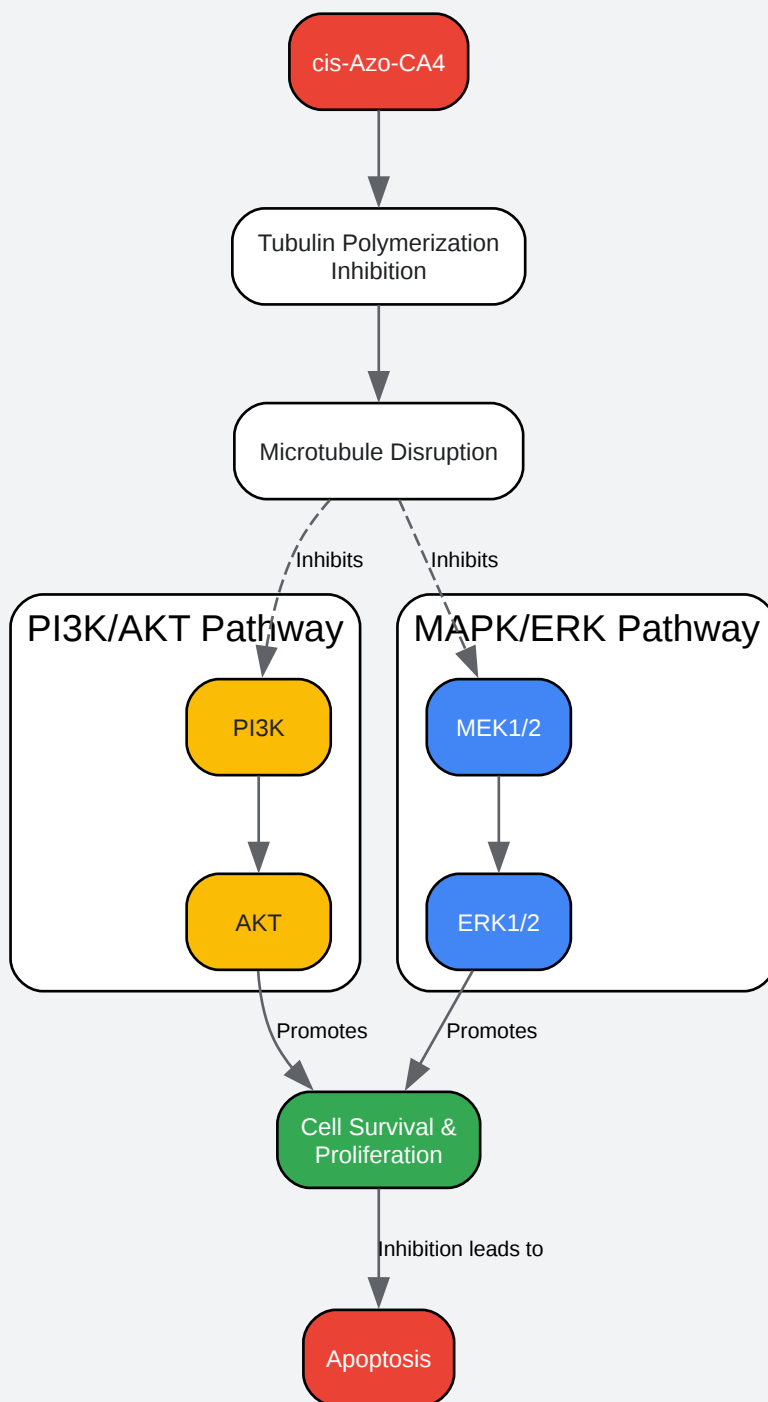 cis-Azo-CA4
Tubulin Polymerization
Inhibition
Microtubule Disruption
Inhibits
Inhibits
PI3K/AKT Pathway
MAPK/ERK Pathway
PI3K
MEK1/2
AKT
ERK1/2
Promotes
Promotes
Cell Survival &
Proliferation
Inhibition leads to
Apoptosis